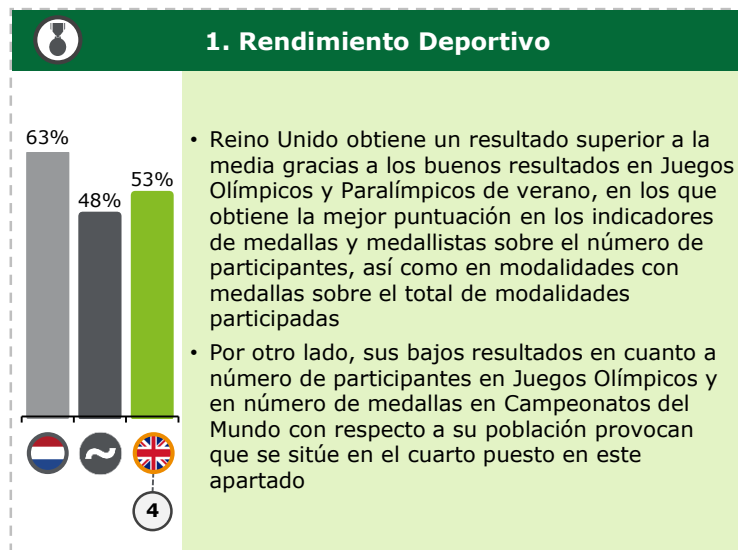 1. Rendimiento Deportivo
63%
48%
53%
4
• Reino Unido obtiene un resultado superior a la
media gracias a los buenos resultados en Juegos
Olímpicos y Paralímpicos de verano, en los que
obtiene la mejor puntuación en los indicadores
de medallas y medallistas sobre el número de
participantes, así como en modalidades con
medallas sobre el total de modalidades
participadas
• Por otro lado, sus bajos resultados en cuanto a
número de participantes en Juegos Olímpicos y
en número de medallas en Campeonatos del
Mundo con respecto a su población provocan
que se sitúe en el cuarto puesto en este
apartado